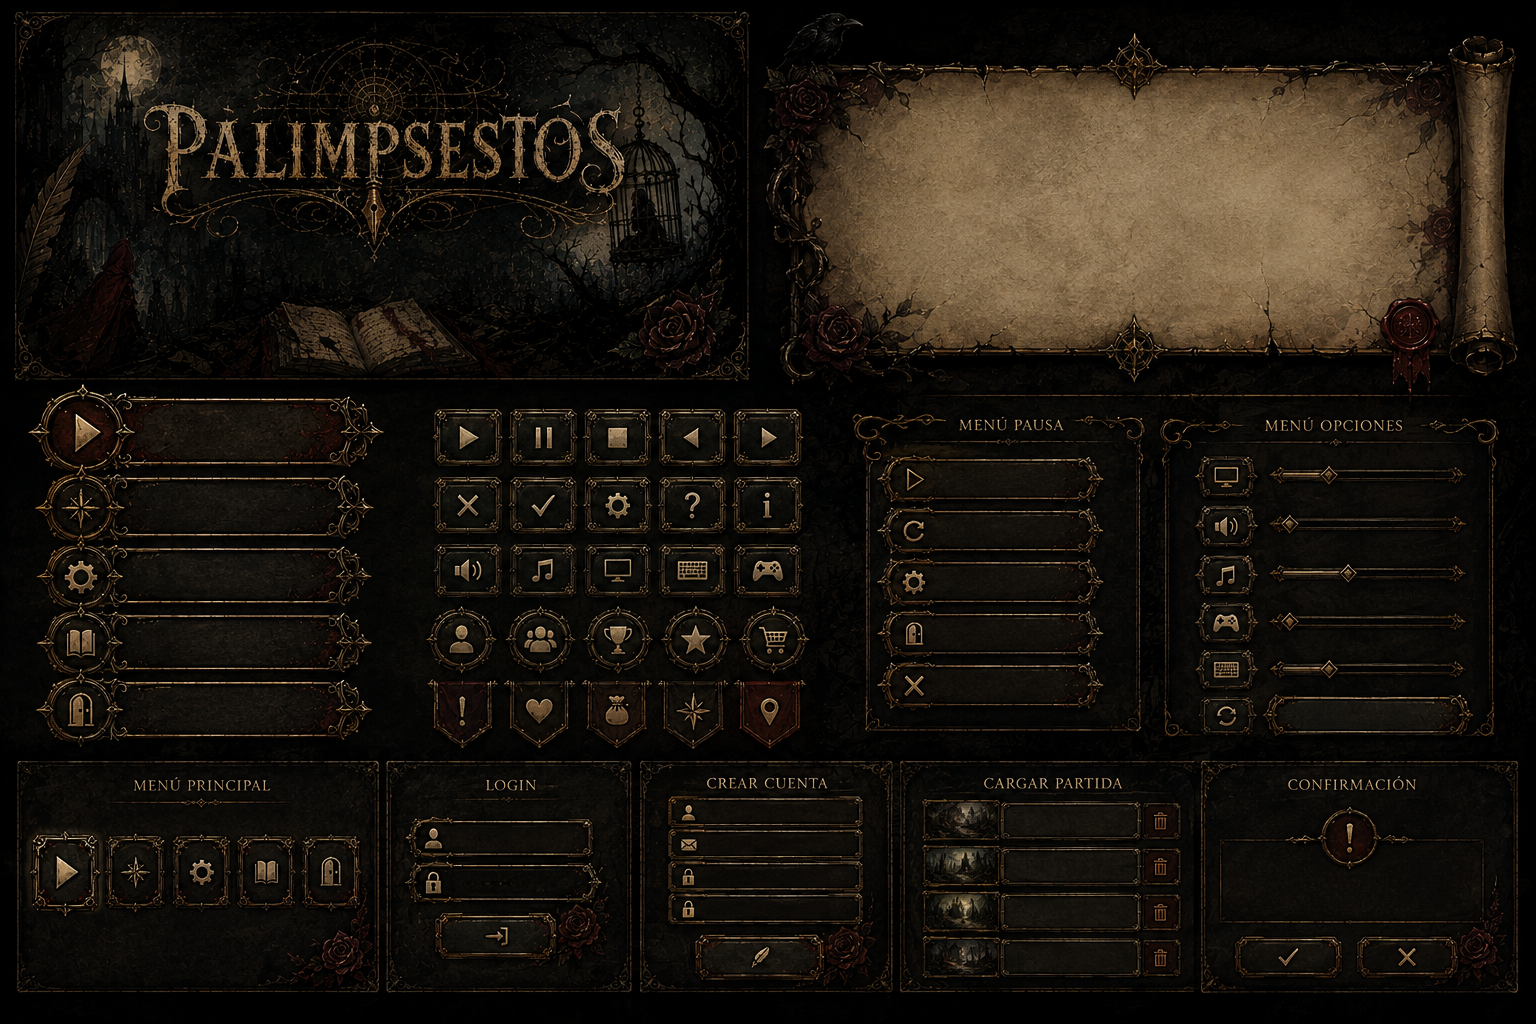 PALIMPSESTOS
MENÚ PAUSA
MENÚ OPCIONES
MENÚ PRINCIPAL
LOGIN
CREAR CUENTA
CARGAR PARTIDA
CONFIRMACIÓN